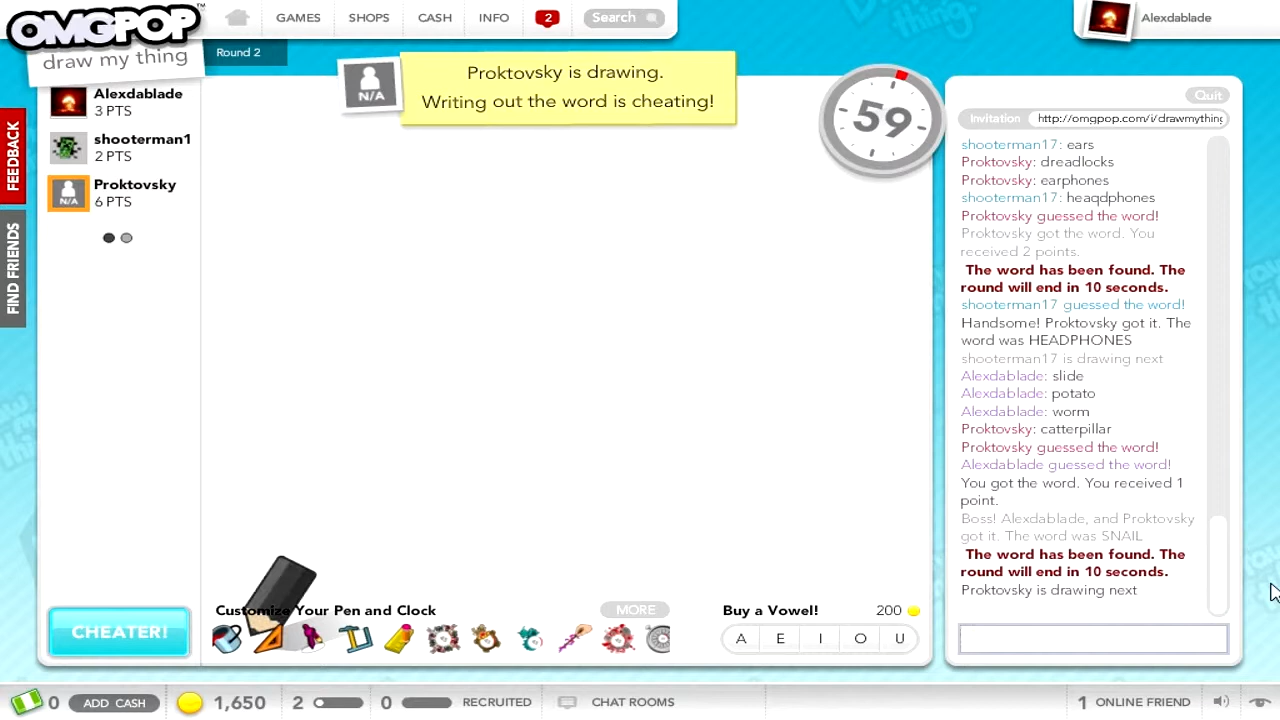 OMGPOP™
draw my thing
GAMES
SHOPS
CASH
INFO
2
Search
Alexdablade
Round 2
Proktovsky is drawing.
Writing out the word is cheating!
N/A
59
FEEDBACK
FIND FRIENDS
Alexdablade
3 PTS
shooterman1
2 PTS
N/A
Proktovsky
6 PTS
CHEATER!
Customize Your Pen and Clock
MORE
Buy a Vowel!
200
A E I O U
Quit
Invitation
http://omgpop.com/i/drawmything
shooterman17: ears
Proktovsky: dreadlocks
Proktovsky: earphones
shooterman17: heaqdphones
Proktovsky guessed the word!
Proktovsky got the word. You
received 2 points.
The word has been found. The
round will end in 10 seconds.
shooterman17 guessed the word!
Handsome! Proktovsky got it. The
word was HEADPHONES
shooterman17 is drawing next
Alexdablade: slide
Alexdablade: potato
Alexdablade: worm
Proktovsky: catterpillar
Proktovsky guessed the word!
Alexdablade guessed the word!
You got the word. You received 1
point.
Boss! Alexdablade, and Proktovsky
got it. The word was SNAIL
The word has been found. The
round will end in 10 seconds.
Proktovsky is drawing next
0
ADD CASH
1,650
2
0
RECRUITED
CHAT ROOMS
1 ONLINE FRIEND